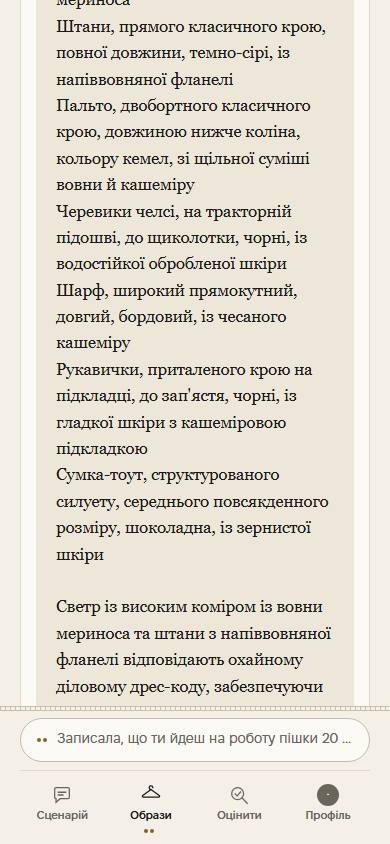 мериноса
Штани, прямого класичного крою,
повної довжини, темно-сірі, із
напіввовняної фланелі
Пальто, двобортного класичного
крою, довжиною нижче коліна,
кольору кемел, зі щільної суміші
вовни й кашеміру
Черевики челсі, на тракторній
підошві, до щиколотки, чорні, із
водостійкої обробленої шкіри
Шарф, широкий прямокутний,
довгий, бордовий, із чесаного
кашеміру
Рукавички, приталеного крою на
підкладці, до зап'ястя, чорні, із
гладкої шкіри з кашеміровою
підкладкою
Сумка-тоут, структурованого
силуету, середнього повсякденного
розміру, шоколадна, із зернистої
шкіри
Светр із високим коміром із вовни
мериноса та штани з напіввовняної
фланелі відповідають охайному
діловому дрес-коду, забезпечуючи
Записала, що ти йдеш на роботу пішки 20 ...
Сценарій
Образи
Оцінити
Профіль